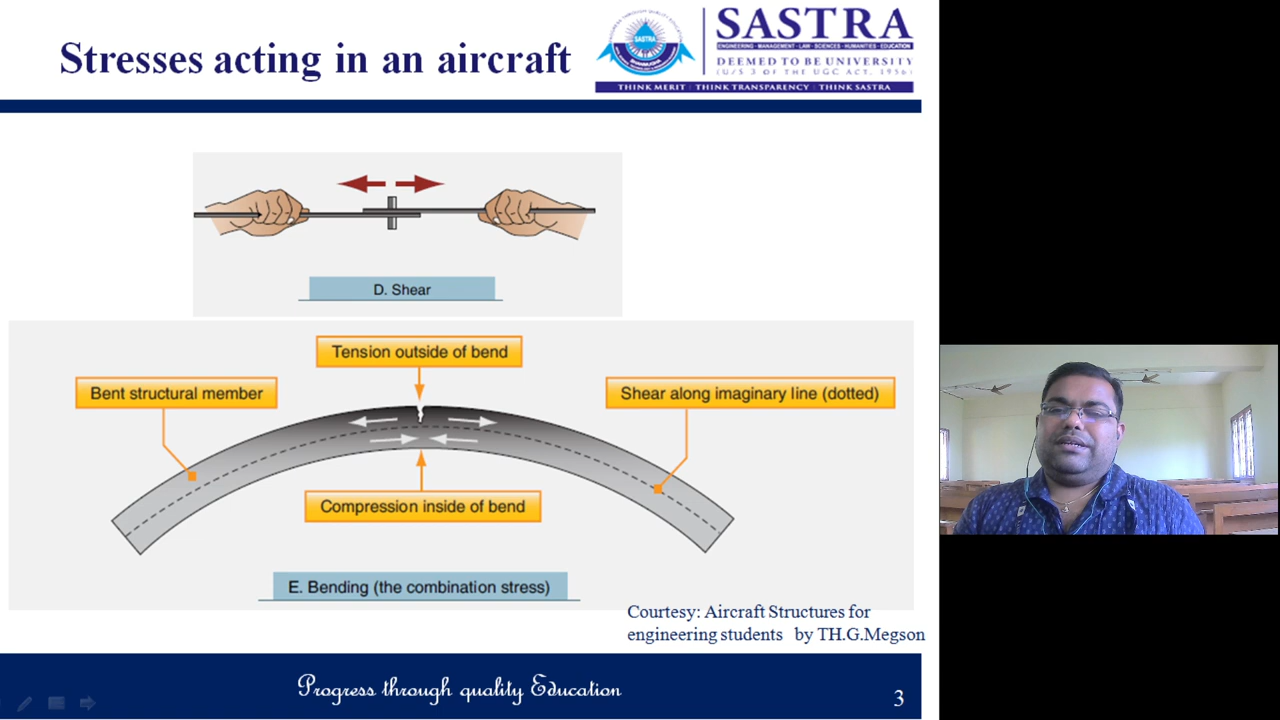 Stresses acting in an aircraft
SASTRA
SASTRA
ENGINEERING · MANAGEMENT · LAW · SCIENCES · HUMANITIES · EDUCATION
DEEMED TO BE UNIVERSITY
(U/S 3 OF THE UGC ACT, 1956)
THINK MERIT | THINK TRANSPARENCY | THINK SASTRA
D. Shear
Tension outside of bend
Bent structural member
Shear along imaginary line (dotted)
Compression inside of bend
E. Bending (the combination stress)
Courtesy: Aircraft Structures for
engineering students by TH.G.Megson
Progress through quality Education
3